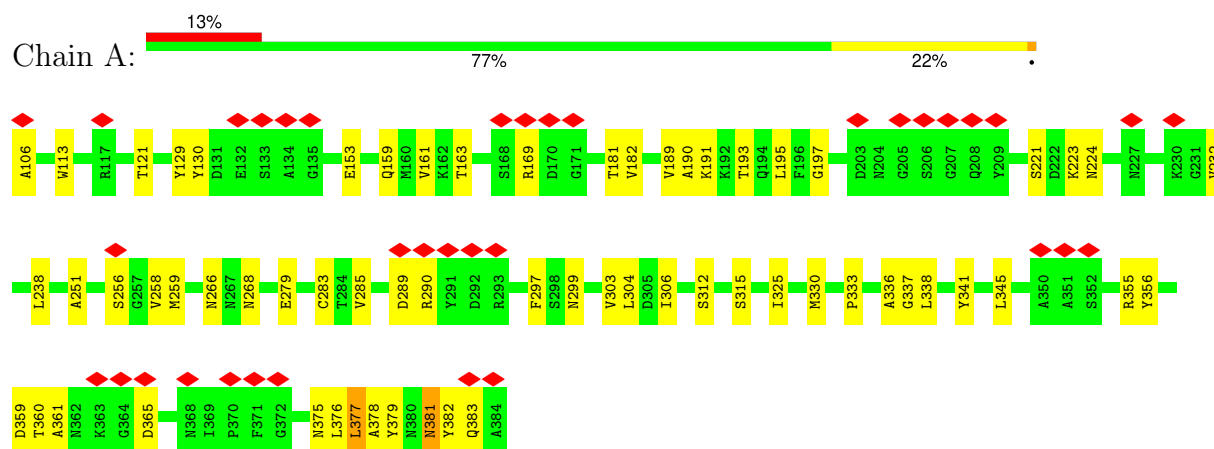 13%
Chain A:
77% 22% •
A106 W113 R117 T121 Y129 Y130 D131 E132 S133 A134 G135 E153 Q159 M160 V161 K162 T163 S168 R169 D170 G171 T181 V182 V189 A190 K191 K192 T193 Q194 L195 F196 G197 D203 N204 G205 S206 G207 Q208 Y209 S221 D222 K223 N224 N227 K230 G231
L238 A251 S256 G257 V258 M259 N266 N267 N268 E279 C283 T284 V285 D289 R290 Y291 D292 R293 F297 S298 N299 V303 L304 D305 I306 S312 S315 I325 M330 P333 A336 G337 L338 Y341 L345 A350 A351 S352 R355 Y356
D359 T360 A361 N362 K363 G364 D365 N368 I369 P370 F371 G372 N375 L376 L377 A378 Y379 N380 N381 Y382 Q383 A384